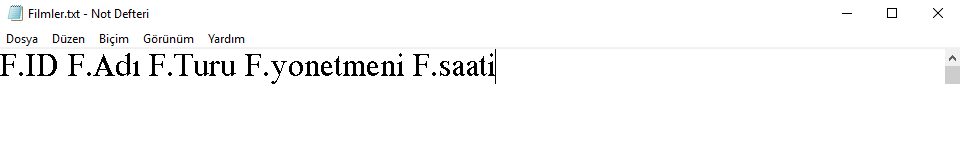 Filmler.txt - Not Defteri
Dosya Düzen Biçim Görünüm Yardım
F.ID F.Adı F.Turu F.yonetmeni F.saati